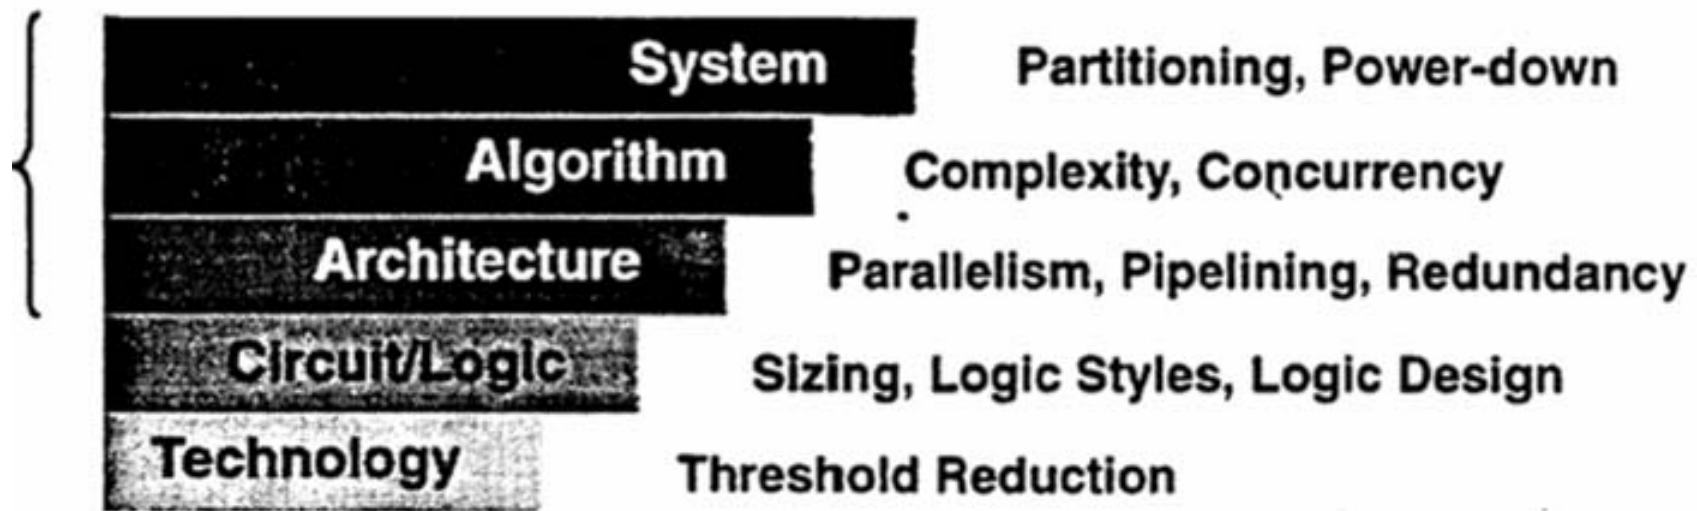 System Partitioning, Power-down
Algorithm Complexity, Concurrency
Architecture Parallelism, Pipelining, Redundancy
Circuit/Logic Sizing, Logic Styles, Logic Design
Technology Threshold Reduction